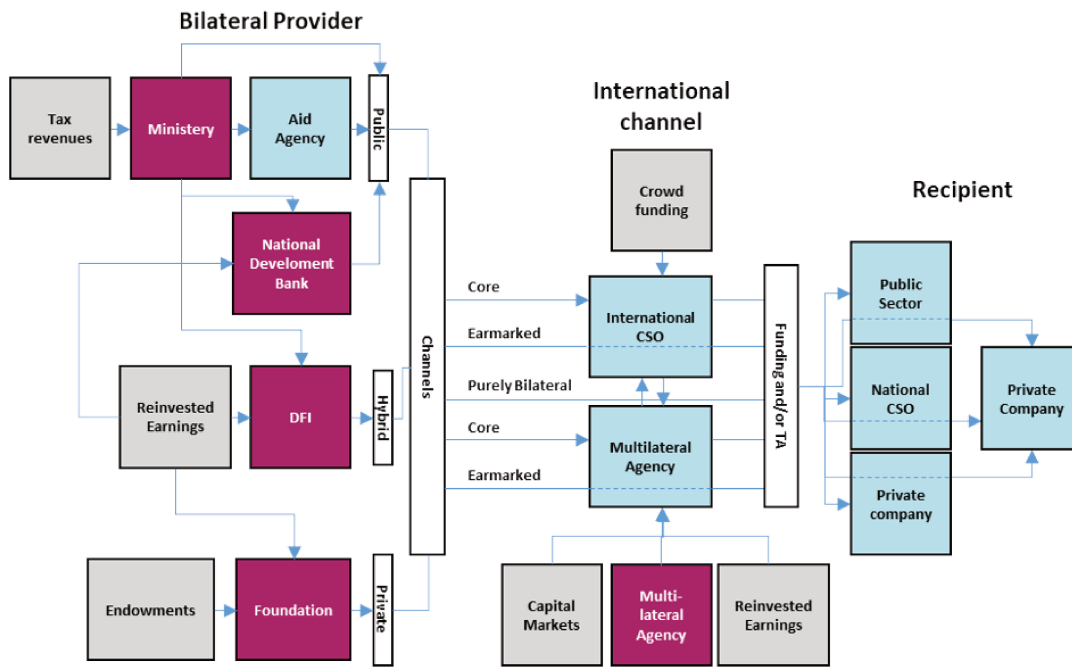 Bilateral Provider
Tax
revenues
Ministery
Aid
Agency
Public
National
Develoment
Bank
Reinvested
Earnings
DFI
Hybrid
Endowments
Foundation
Private
Channels
International
channel
Crowd
funding
Core
International
CSO
Earmarked
Purely Bilateral
Core
Multilateral
Agency
Earmarked
Capital
Markets
Multi-
lateral
Agency
Reinvested
Earnings
Funding and/or TA
Recipient
Public
Sector
National
CSO
Private
company
Private
Company